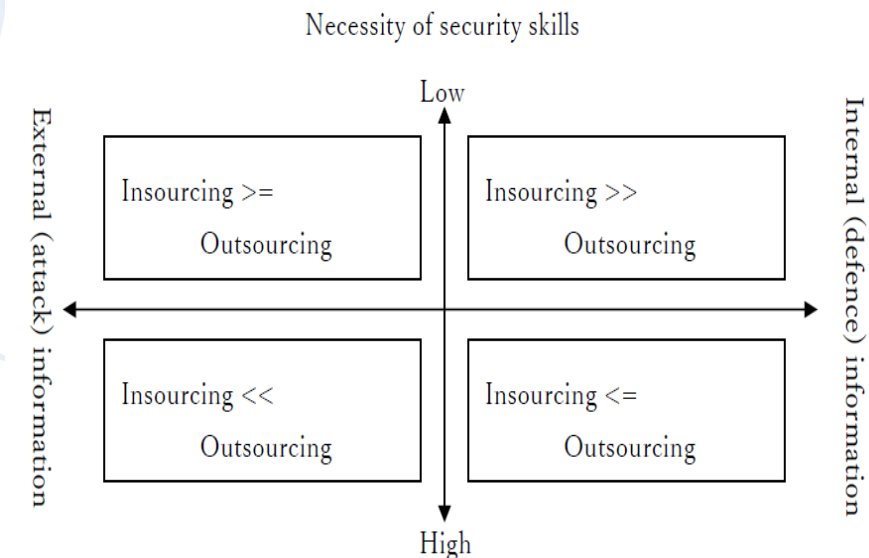 Necessity of security skills
Low
External (attack) information
Internal (defence) information
Insourcing >=
Outsourcing
Insourcing >>
Outsourcing
Insourcing <<
Outsourcing
Insourcing <=
Outsourcing
High